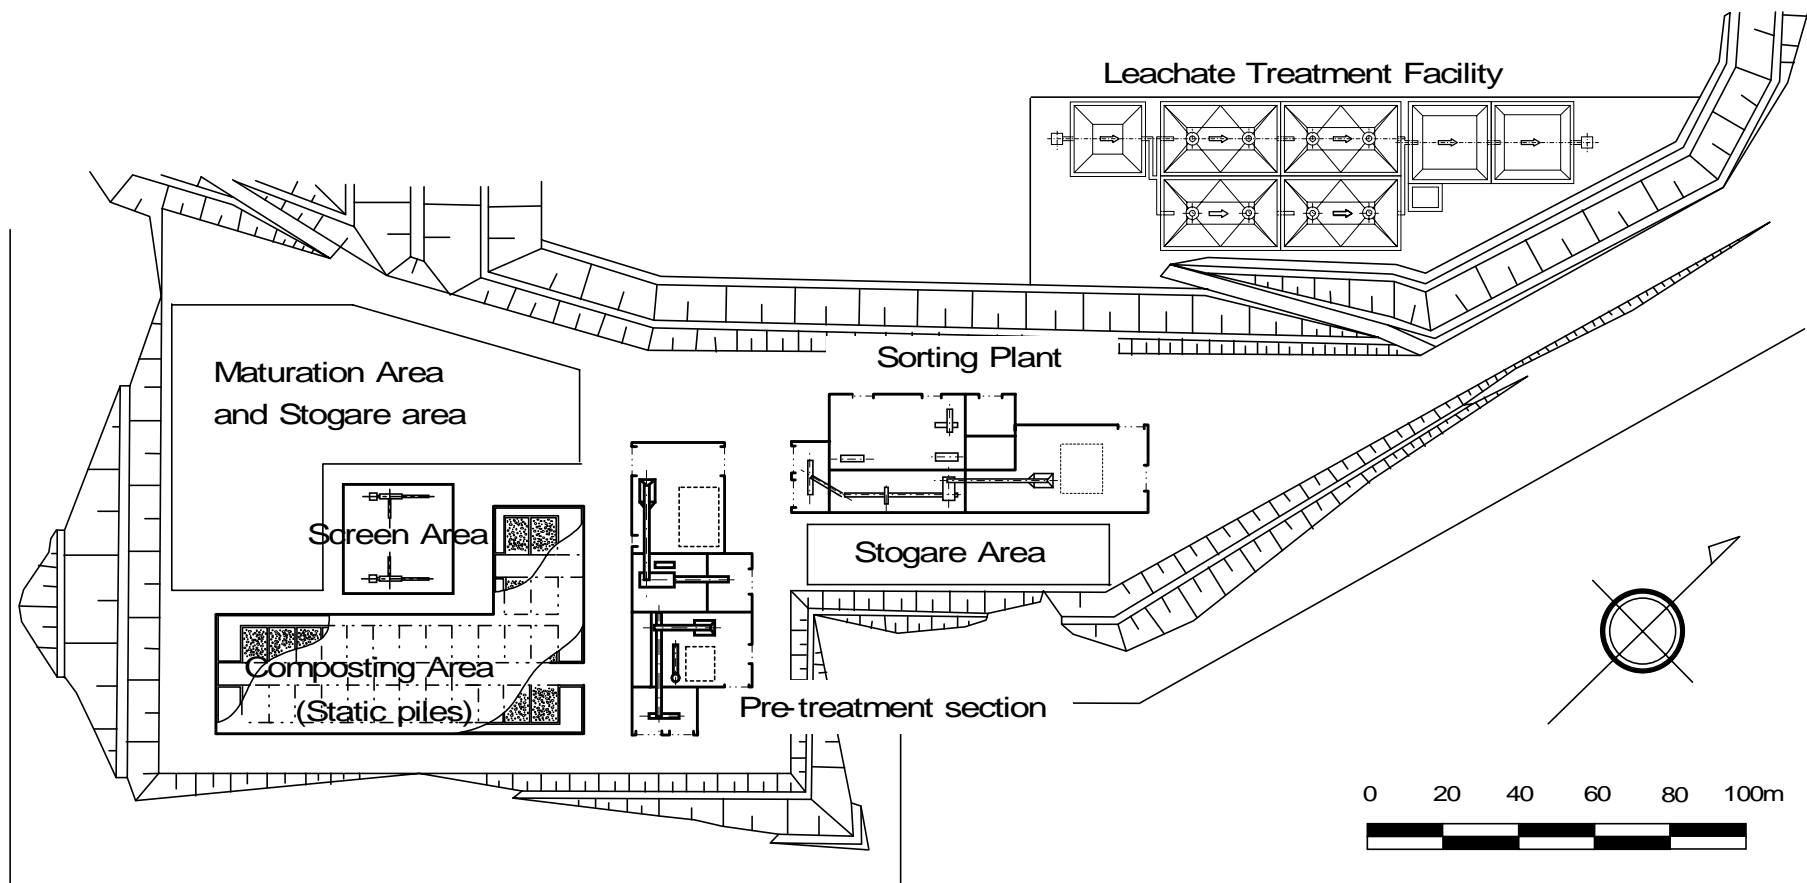 Leachate Treatment Facility
Sorting Plant
Maturation Area
and Stogare area
Screen Area
Stogare Area
Composting Area
(Static piles)
Pre-treatment section
0 20 40 60 80 100m